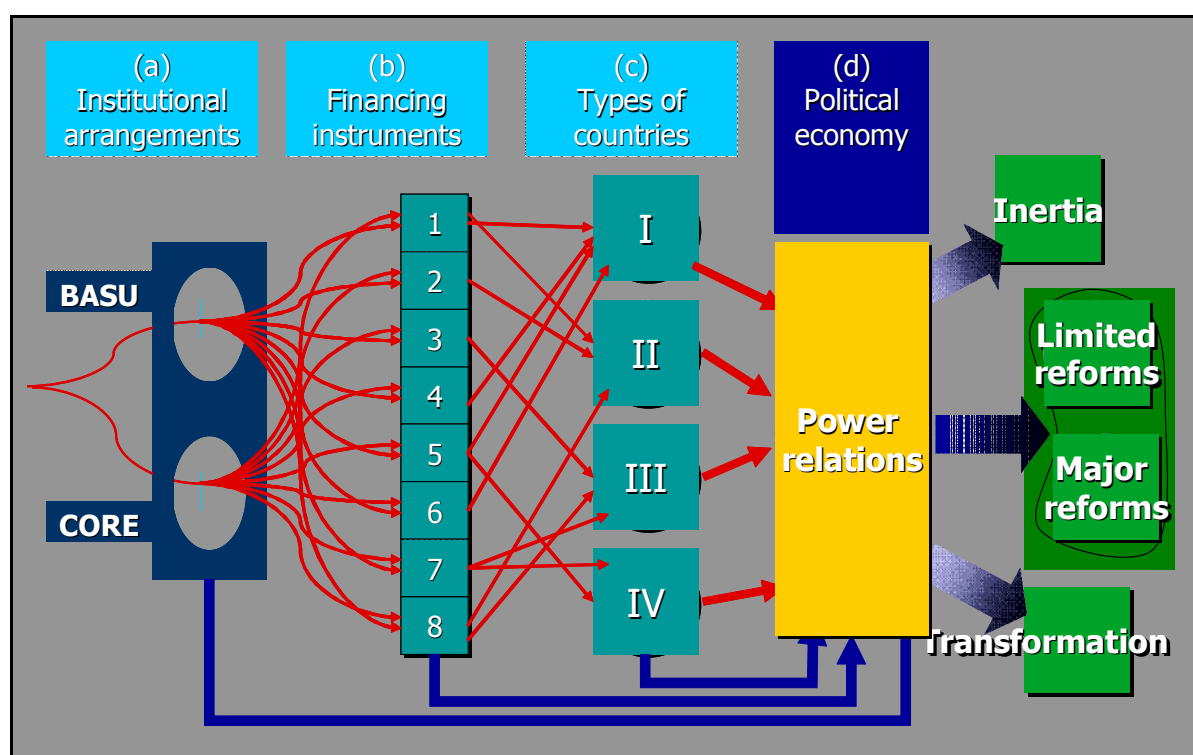 (a)
Institutional
arrangements
(b)
Financing
instruments
(c)
Types of
countries
(d)
Political
economy
BASU
CORE
1
2
3
4
5
6
7
8
I
II
III
IV
Power
relations
Inertia
Limited
reforms
Major
reforms
Transformation